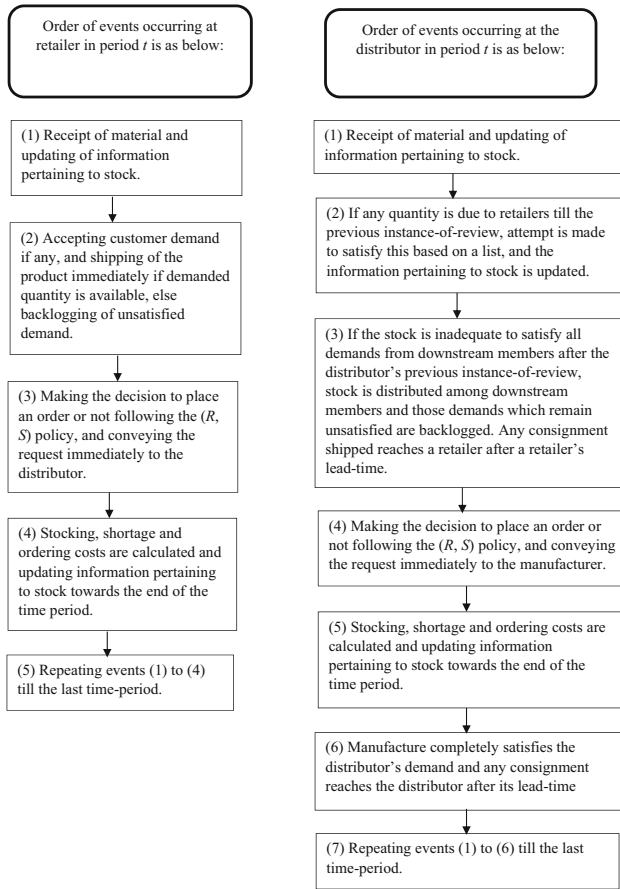 Order of events occurring at
retailer in period t is as below:
(1) Receipt of material and
updating of information
pertaining to stock.
(2) Accepting customer demand
if any, and shipping of the
product immediately if demanded
quantity is available, else
backlogging of unsatisfied
demand.
(3) Making the decision to place
an order or not following the (R,
S) policy, and conveying the
request immediately to the
distributor.
(4) Stocking, shortage and
ordering costs are calculated and
updating information pertaining
to stock towards the end of the
time period.
(5) Repeating events (1) to (4)
till the last time-period.
Order of events occurring at the
distributor in period t is as below:
(1) Receipt of material and updating of
information pertaining to stock.
(2) If any quantity is due to retailers till the
previous instance-of-review, attempt is made
to satisfy this based on a list, and the
information pertaining to stock is updated.
(3) If the stock is inadequate to satisfy all
demands from downstream members after the
distributor's previous instance-of-review,
stock is distributed among downstream
members and those demands which remain
unsatisfied are backlogged. Any consignment
shipped reaches a retailer after a retailer's
lead-time.
(4) Making the decision to place an order or
not following the (R, S) policy, and conveying
the request immediately to the manufacturer.
(5) Stocking, shortage and ordering costs are
calculated and updating information
pertaining to stock towards the end of the
time period.
(6) Manufacture completely satisfies the
distributor's demand and any consignment
reaches the distributor after its lead-time
(7) Repeating events (1) to (6) till the last
time-period.